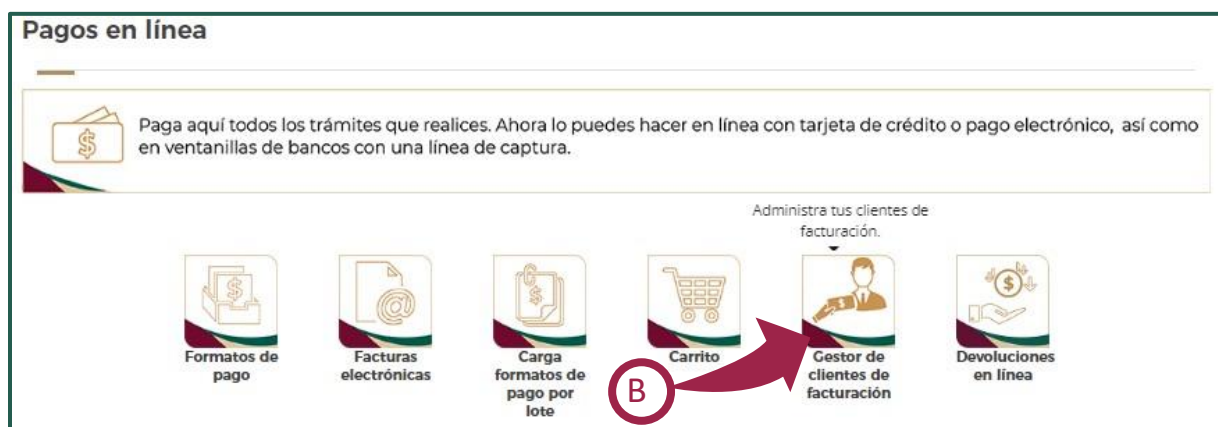 Pagos en línea
Paga aquí todos los trámites que realices. Ahora lo puedes hacer en línea con tarjeta de crédito o pago electrónico, así como
en ventanillas de bancos con una línea de captura.
Administra tus clientes de
facturación.
Formatos de
pago
Facturas
electrónicas
Carga
formatos de
pago por
lote
Carrito
Gestor de
clientes de
facturación
Devoluciones
en línea
B